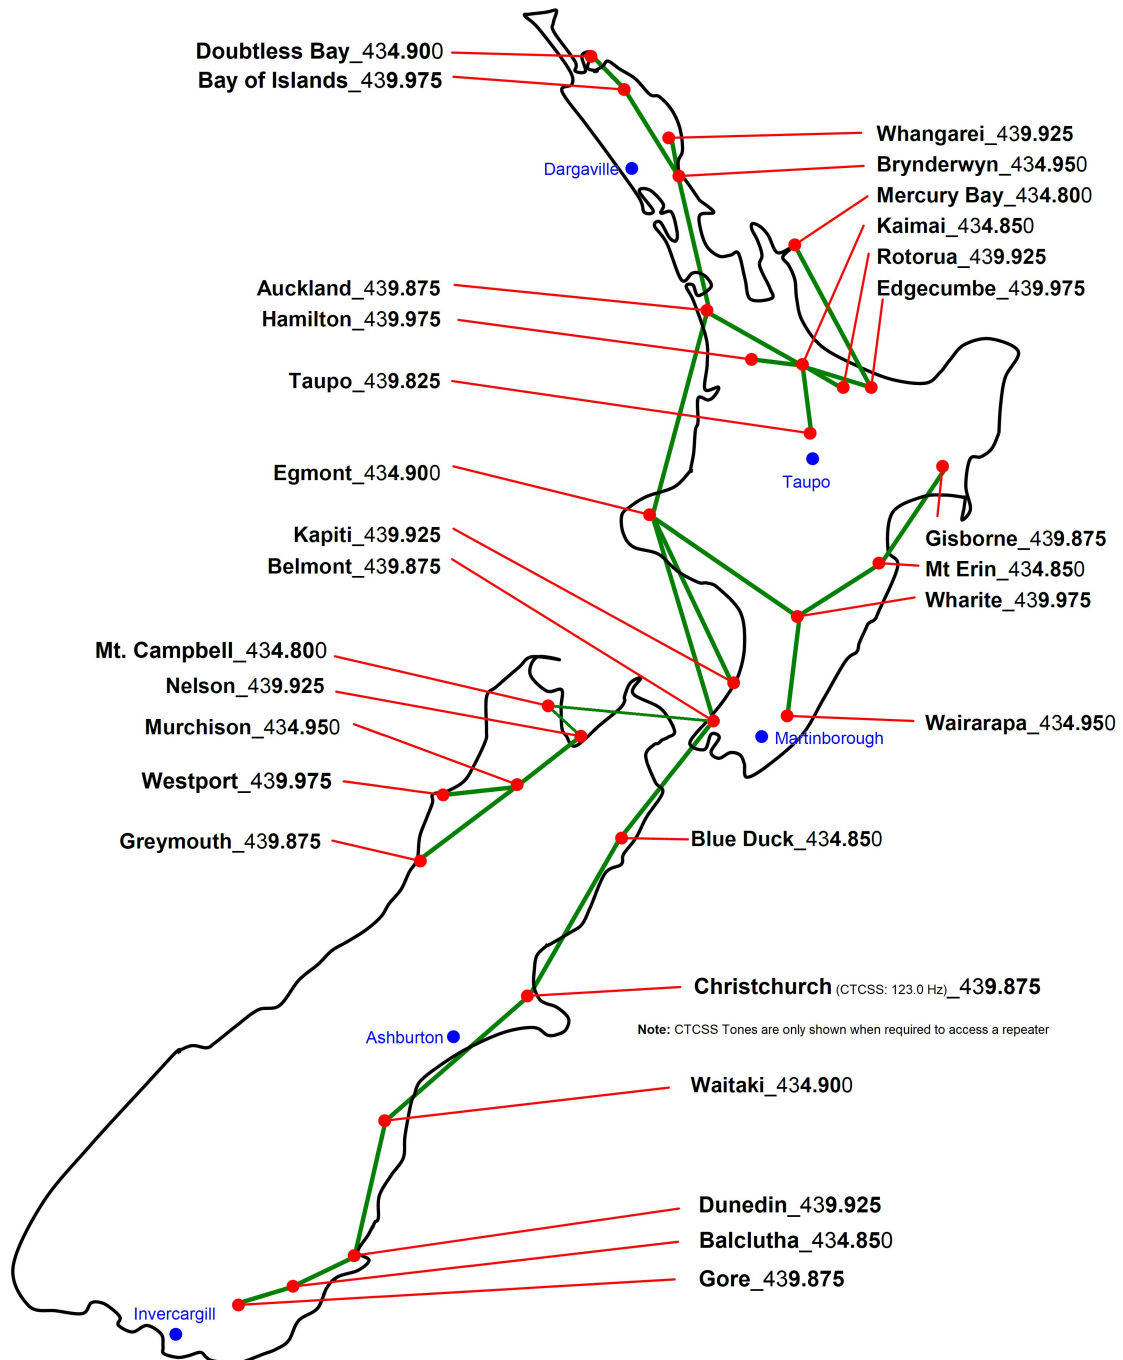 Doubtless Bay_434.900
Bay of Islands_439.975
Whangarei_439.925
Brynderwyn_434.950
Dargaville
Mercury Bay_434.800
Kaimai_434.850
Rotorua_439.925
Edgecumbe_439.975
Auckland_439.875
Hamilton_439.975
Taupo_439.825
Egmont_434.900
Taupo
Kapiti_439.925
Belmont_439.875
Gisborne_439.875
Mt Erin_434.850
Wharite_439.975
Mt. Campbell_434.800
Nelson_439.925
Murchison_434.950
Wairarapa_434.950
Martinborough
Westport_439.975
Greymouth_439.875
Blue Duck_434.850
Christchurch (CTCSS: 123.0 Hz)_439.875
Note: CTCSS Tones are only shown when required to access a repeater
Ashburton
Waitaki_434.900
Dunedin_439.925
Balclutha_434.850
Gore_439.875
Invercargill